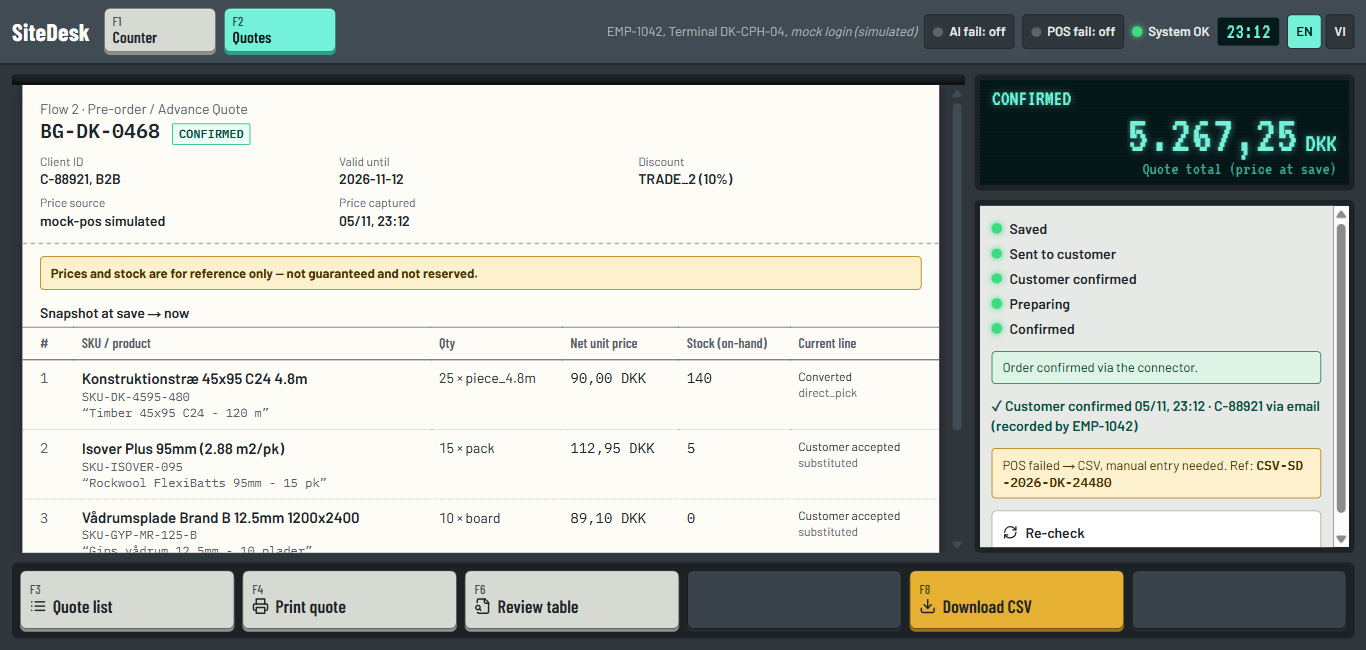 SiteDesk
F1
Counter
F2
Quotes
EMP-1042, Terminal DK-CPH-04, mock login (simulated)
AI fail: off
POS fail: off
System OK
23:12
EN
VI
Flow 2 · Pre-order / Advance Quote
BG-DK-0468 CONFIRMED
Client ID
C-88921, B2B
Valid until
2026-11-12
Discount
TRADE_2 (10%)
Price source
mock-pos simulated
Price captured
05/11, 23:12
Prices and stock are for reference only — not guaranteed and not reserved.
Snapshot at save → now
# SKU / product Qty Net unit price Stock (on-hand) Current line
1 Konstruktionstræ 45x95 C24 4.8m 25 × piece_4.8m 90,00 DKK 140 Converted
SKU-DK-4595-480 direct_pick
“Timber 45x95 C24 - 120 m”
2 Isover Plus 95mm (2.88 m2/pk) 15 × pack 112,95 DKK 5 Customer accepted
SKU-ISOVER-095 substituted
“Rockwool FlexiBatts 95mm - 15 pk”
3 Vådrumsplade Brand B 12.5mm 1200x2400 10 × board 89,10 DKK 0 Customer accepted
SKU-GYP-MR-125-B substituted
“Gips vådrum 12,5mm - 10 plader”
CONFIRMED
5.267,25 DKK
Quote total (price at save)
Saved
Sent to customer
Customer confirmed
Preparing
Confirmed
Order confirmed via the connector.
✓ Customer confirmed 05/11, 23:12 · C-88921 via email
(recorded by EMP-1042)
POS failed → CSV, manual entry needed. Ref: CSV-SD
-2026-DK-24480
Re-check
F3
Quote list
F4
Print quote
F6
Review table
F8
Download CSV